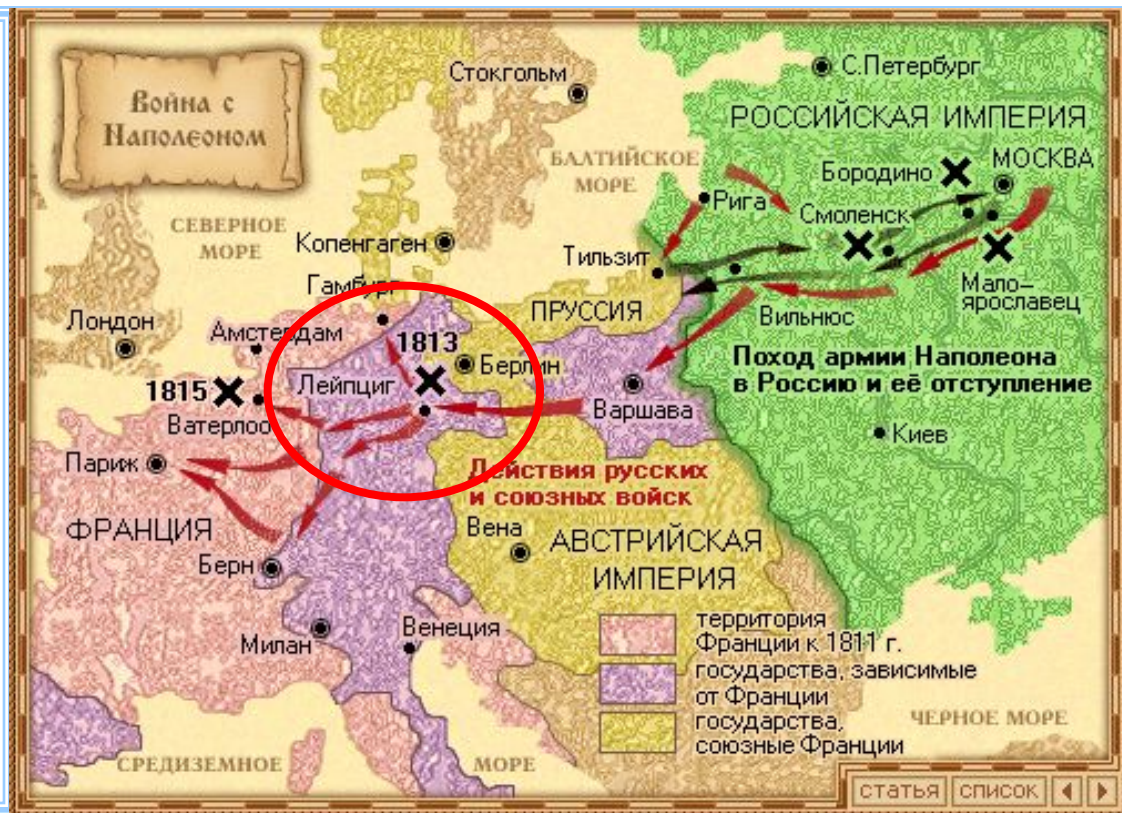 Война с
Наполеоном
Стокгольм
С.Петербург
РОССИЙСКАЯ ИМПЕРИЯ
БАЛТИЙСКОЕ
МОРЕ
МОСКВА
Бородино
Рига
Смоленск
СЕВЕРНОЕ
МОРЕ
Копенгаген
Тильзит
Гамбург
ПРУССИЯ
Мало–
ярославец
Вильнюс
Лондон
Амстердам
1813
Берлин
Поход армии Наполеона
в Россию и её отступление
Лейпциг
1815
Ватерлоо
Варшава
Киев
Париж
Действия русских
и союзных войск
ФРАНЦИЯ
Вена
АВСТРИЙСКАЯ
ИМПЕРИЯ
Берн
Милан
Венеция
территория
Франции к 1811 г.
государства, зависимые
от Франции
государства,
союзные Франции
ЧЕРНОЕ МОРЕ
СРЕДИЗЕМНОЕ
МОРЕ
статья
список